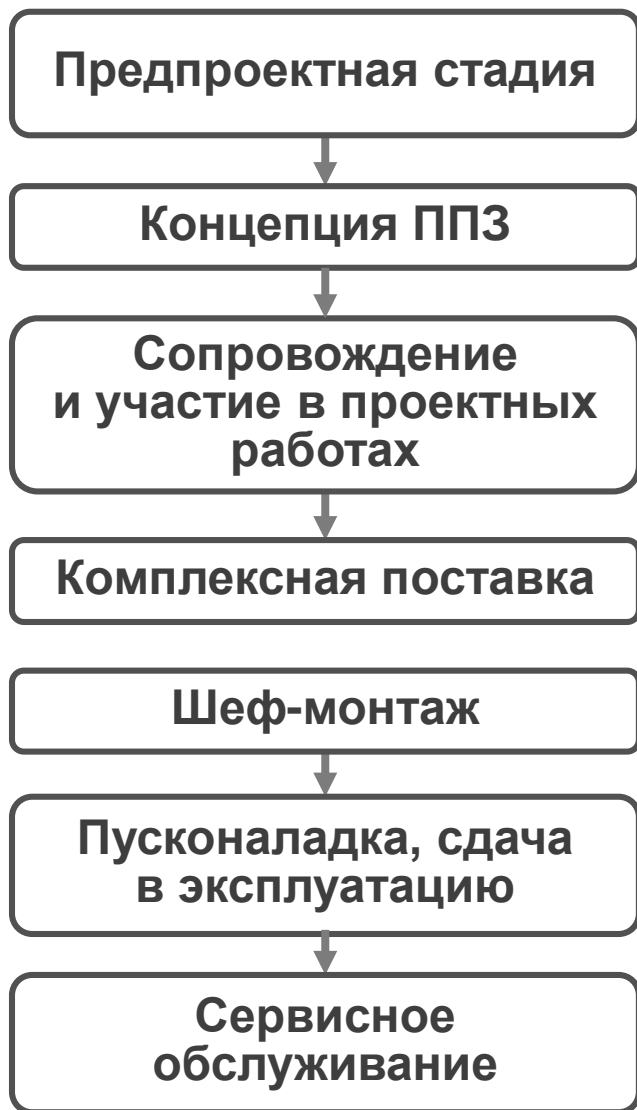 Предпроектная стадия
Концепция ППЗ
Сопровождение
и участие в проектных
работах
Комплексная поставка
Шеф-монтаж
Пусконаладка, сдача
в эксплуатацию
Сервисное
обслуживание